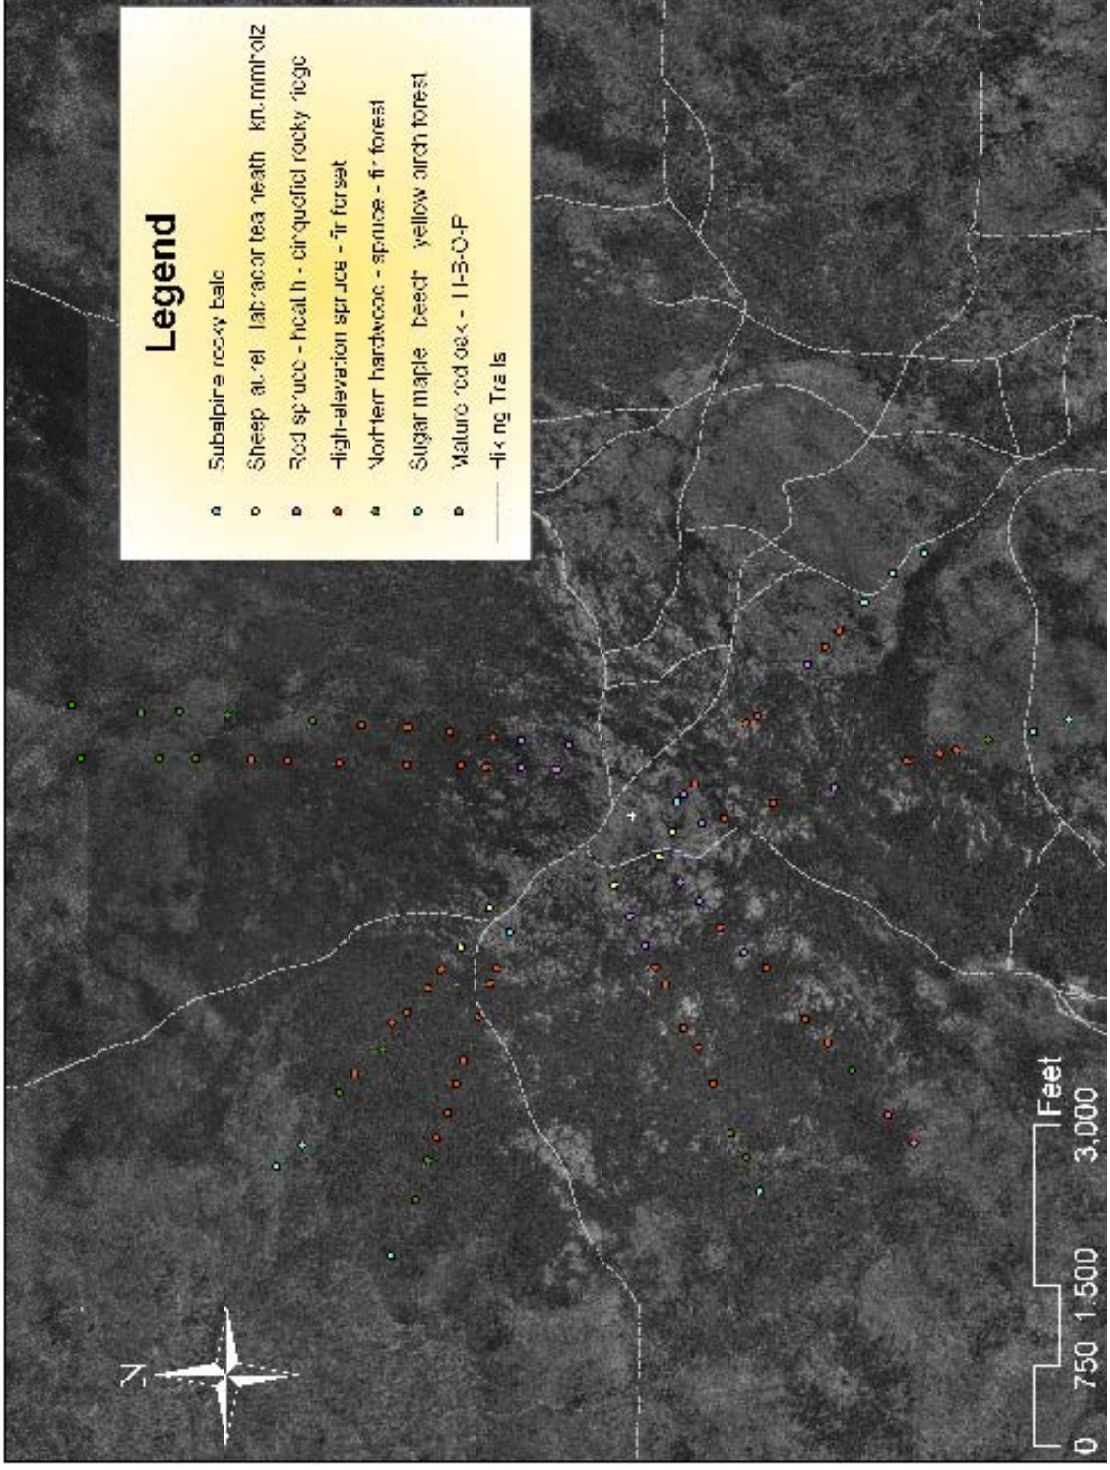 Legend
Subalpine rocky bald
Sheep laurel labrador tea heath krummholz
Red spruce - heath - cinquefoil rocky ridge
High-elevation spruce - fir forset
Northern hardwood - spruce - fir forest
Sugar maple beech yellow birch forest
Mature red oak -
Hiking Trails
N
Feet
0 750 1,500 3,000